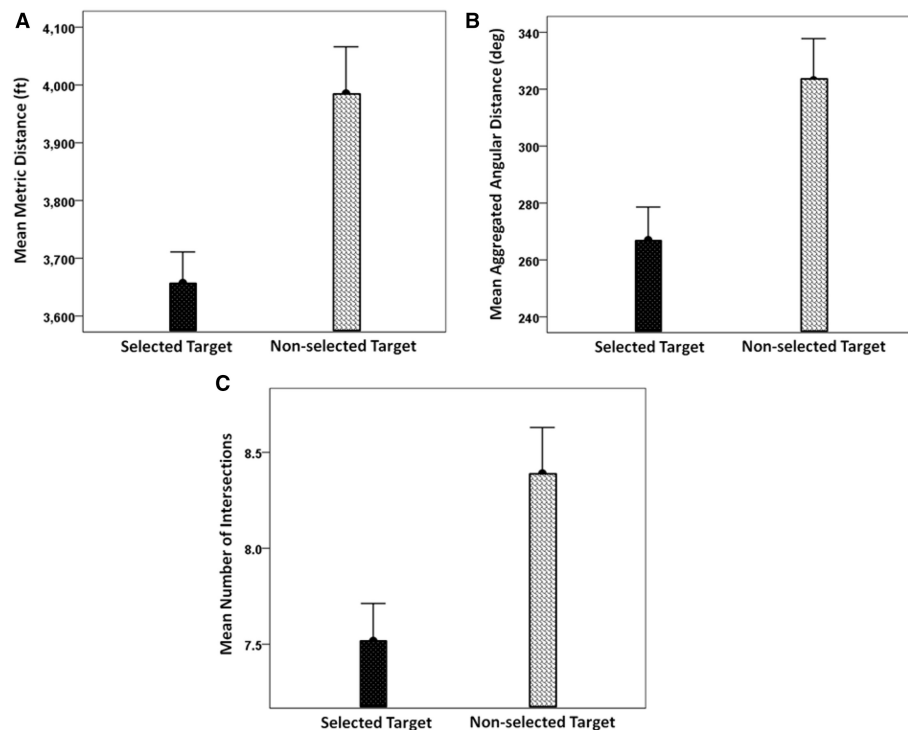 A
Mean Metric Distance (ft)
4,100
4,000
3,900
3,800
3,700
3,600
Selected Target
Non-selected Target
B
Mean Aggregated Angular Distance (deg)
340
320
300
280
260
240
Selected Target
Non-selected Target
C
Mean Number of Intersections
8.5
8.0
7.5
Selected Target
Non-selected Target